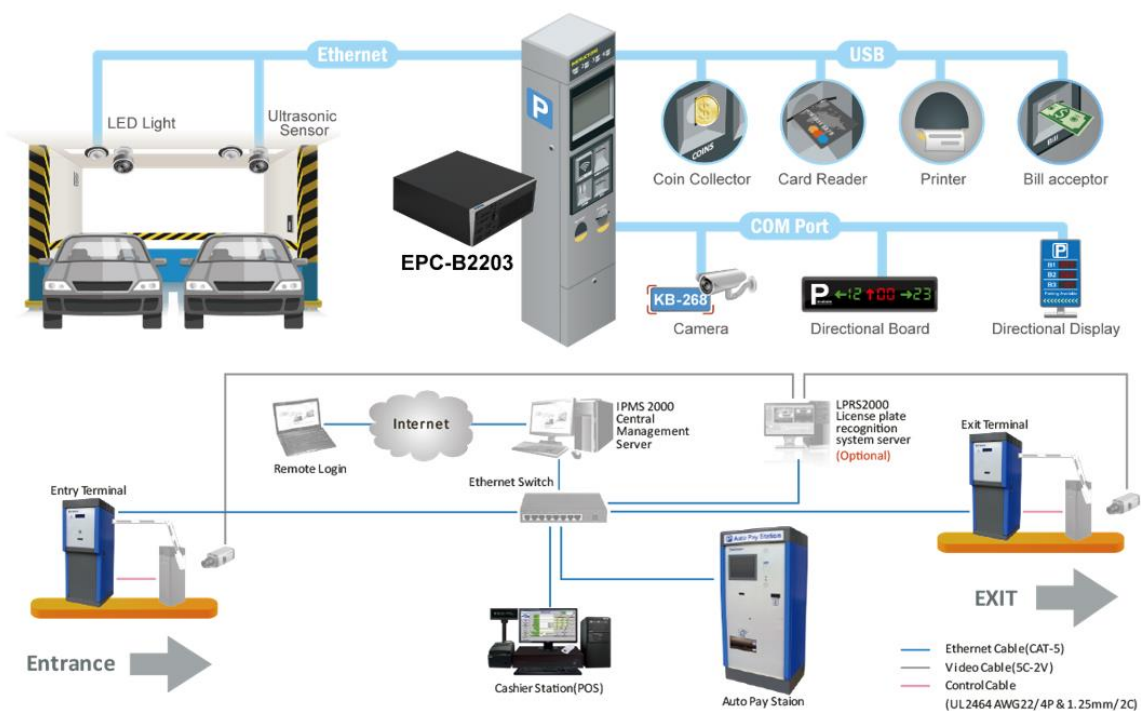 Ethernet
USB
LED Light
Ultrasonic
Sensor
INSTRUCTIONS
P
COINS
Bill
Coin Collector
Card Reader
Printer
Bill acceptor
EPC-B2203
COM Port
KB-268
P
←12 ↑00 →23
P
B1
B2
B3
Camera
Directional Board
Directional Display
Internet
IPMS 2000
Central
Management
Server
LPRS2000
License plate
recognition
system server
(Optional)
Remote Login
Exit Terminal
Ethernet Switch
Entry Terminal
Auto Pay Station
EXIT
Entrance
Cashier Station(POS)
Auto Pay Staion
Ethernet Cable(CAT-5)
Video Cable(5C-2V)
ControlCable
(UL2464 AWG22/4P & 1.25mm/2C)